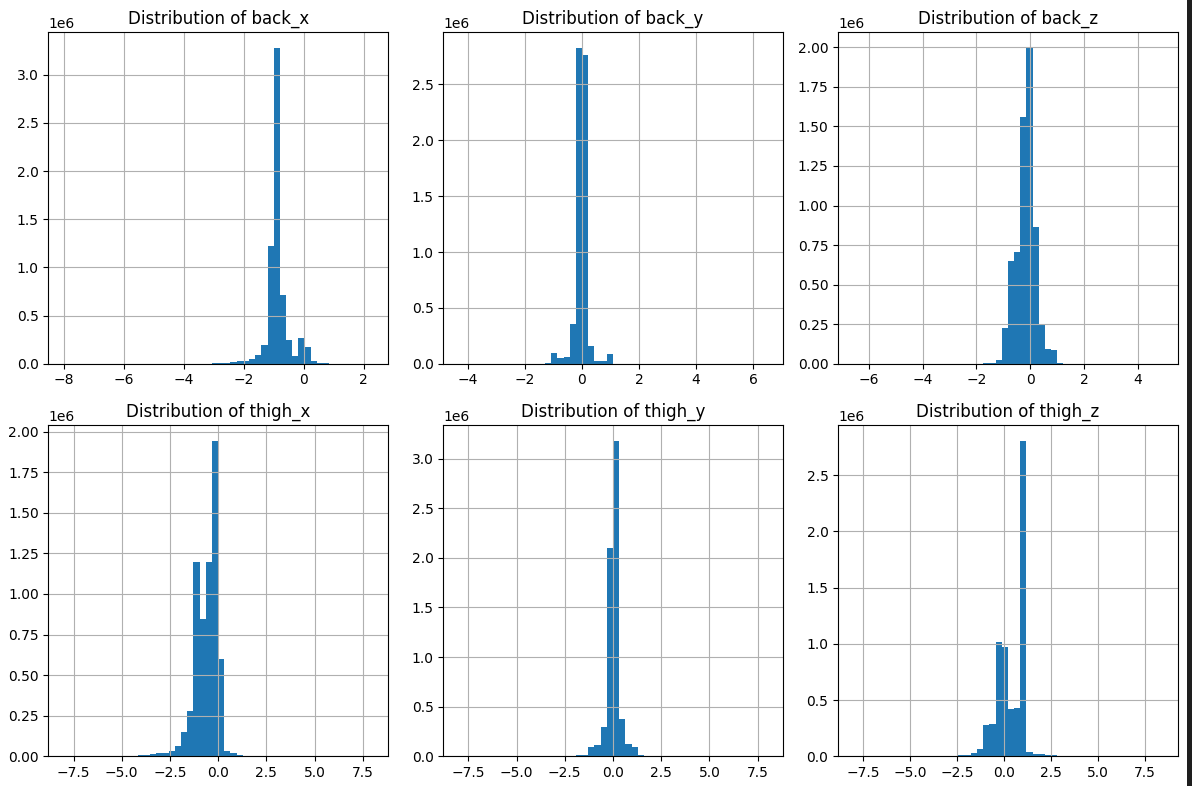 Distribution of back_x
1e6
3.0
2.5
2.0
1.5
1.0
0.5
0.0
−8 −6 −4 −2 0 2
Distribution of back_y
1e6
2.5
2.0
1.5
1.0
0.5
0.0
−4 −2 0 2 4 6
Distribution of back_z
1e6
2.00
1.75
1.50
1.25
1.00
0.75
0.50
0.25
0.00
−6 −4 −2 0 2 4
Distribution of thigh_x
1e6
2.00
1.75
1.50
1.25
1.00
0.75
0.50
0.25
0.00
−7.5 −5.0 −2.5 0.0 2.5 5.0 7.5
Distribution of thigh_y
1e6
3.0
2.5
2.0
1.5
1.0
0.5
0.0
−7.5 −5.0 −2.5 0.0 2.5 5.0 7.5
Distribution of thigh_z
1e6
2.5
2.0
1.5
1.0
0.5
0.0
−7.5 −5.0 −2.5 0.0 2.5 5.0 7.5